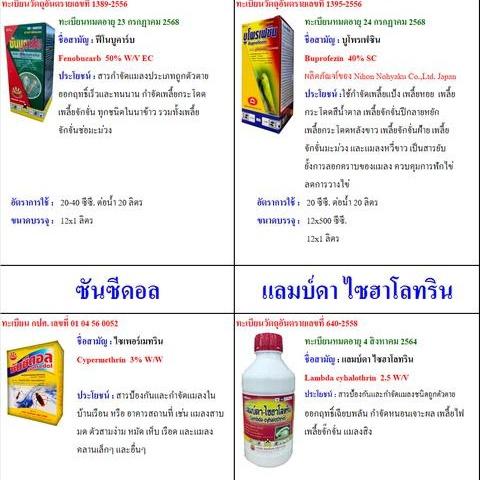 ทะเบียนวัตถุอันตรายเลขที่ 1389-2556
ทะเบียนหมดอายุ 23 กรกฎาคม 2568
ชื่อสามัญ : ฟีโนบูคาร์บ
Fenobucarb 50% W/V EC
ประโยชน์ : สารกำจัดแมลงประเภทถูกตัวตาย
ออกฤทธิ์เร็วและทนนาน กำจัดเพลี้ยกระโดด
เพลี้ยจักจั่น ทุกชนิดในนาข้าว รวมทั้งเพลี้ย
จักจั่นช่อมะม่วง
อัตราการใช้ : 20-40 ซีซี. ต่อน้ำ 20 ลิตร
ขนาดบรรจุ : 12x1 ลิตร
ทะเบียนวัตถุอันตรายเลขที่ 1395-2556
ทะเบียนหมดอายุ 24 กรกฎาคม 2568
ชื่อสามัญ : บูโพรเฟซิน
Buprofezin 40% SC
ผลิตภัณฑ์ของ Nihon Nohyaku Co.,Ltd. Japan
ประโยชน์ :ใช้กำจัดเพลี้ยแป้ง เพลี้ยหอย เพลี้ย
กระโดดสีน้ำตาล เพลี้ยจักจั่นปีกลายหยัก
เพลี้ยกระโดดหลังขาว เพลี้ยจักจั่นฝ้าย เพลี้ย
จักจั่นมะม่วง และแมลงหวี่ขาว เป็นสารยับ
ยั้งการลอกคราบของแมลง ควบคุมการฟักไข่
ลดการวางไข่
อัตราการใช้ : 20 ซีซี. ต่อน้ำ 20 ลิตร
ขนาดบรรจุ : 12x500 ซีซี.
12x1 ลิตร
ซันซีดอล
แลมบ์ดา ไซฮาโลทริน
ทะเบียน กปศ. เลขที่ 01 04 56 0052
ชื่อสามัญ : ไซเพอร์เมทริน
Cypermethrin 3% W/W
ประโยชน์ : สารป้องกันและกำจัดแมลงใน
บ้านเรือน หรือ อาคารสถานที่ เช่น แมลงสาบ
มด ตัวสามง่าม หมัด เห็บ เรือด และแมลง
คลานเล็กๆ และอื่นๆ
ทะเบียนวัตถุอันตรายเลขที่ 640-2558
ทะเบียนหมดอายุ 4 สิงหาคม 2564
ชื่อสามัญ : แลมบ์ดา ไซฮาโลทริน
Lambda cyhalothrin 2.5 W/V
ประโยชน์ : สารป้องกันและกำจัดแมลงชนิดถูกตัวตาย
ออกฤทธิ์เฉียบพลัน กำจัดหนอนเจาะผล เพลี้ยไฟ
เพลี้ยจั๊กจั่น แมลงสิง